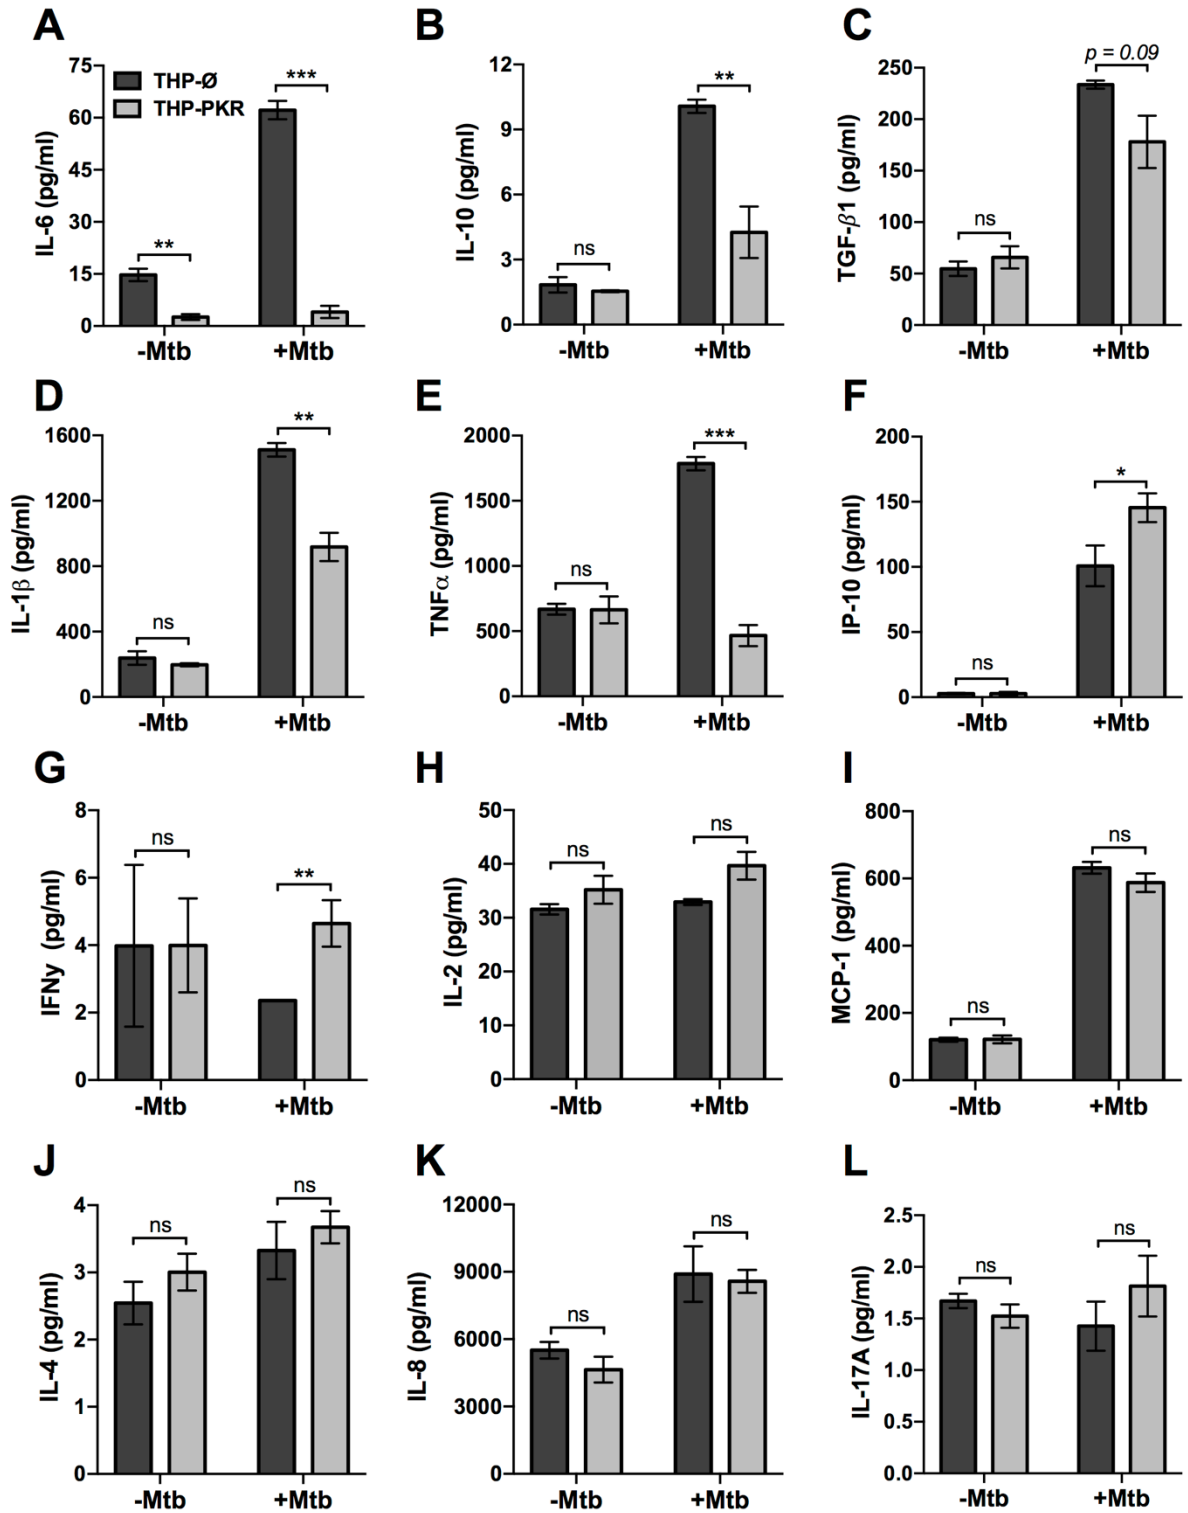 A
IL-6 (pg/ml)
75
60
45
30
15
0
THP-Ø
THP-PKR
**
***
-Mtb
+Mtb
B
IL-10 (pg/ml)
12
9
6
3
0
ns
**
-Mtb
+Mtb
C
TGF-β1 (pg/ml)
250
200
150
100
50
0
ns
p = 0.09
-Mtb
+Mtb
D
IL-1β (pg/ml)
1600
1200
800
400
0
ns
**
-Mtb
+Mtb
E
TNFα (pg/ml)
2000
1500
1000
500
0
ns
***
-Mtb
+Mtb
F
IP-10 (pg/ml)
200
150
100
50
0
ns
*
-Mtb
+Mtb
G
IFNy (pg/ml)
8
6
4
2
0
ns
**
-Mtb
+Mtb
H
IL-2 (pg/ml)
50
40
30
20
10
0
ns
ns
-Mtb
+Mtb
I
MCP-1 (pg/ml)
800
600
400
200
0
ns
ns
-Mtb
+Mtb
J
IL-4 (pg/ml)
4
3
2
1
0
ns
ns
-Mtb
+Mtb
K
IL-8 (pg/ml)
12000
9000
6000
3000
0
ns
ns
-Mtb
+Mtb
L
IL-17A (pg/ml)
2.5
2.0
1.5
1.0
0.5
0.0
ns
ns
-Mtb
+Mtb